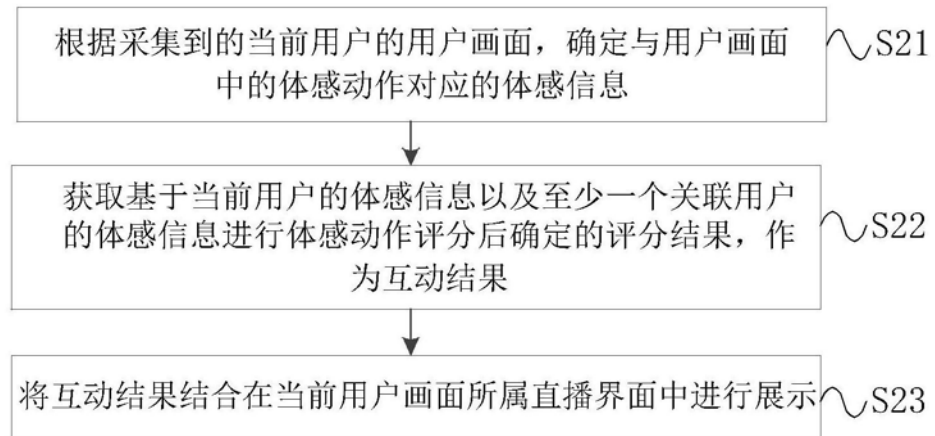 根据采集到的当前用户的用户画面，确定与用户画面
中的体感动作对应的体感信息
S21
获取基于当前用户的体感信息以及至少一个关联用户
的体感信息进行体感动作评分后确定的评分结果，作
为互动结果
S22
将互动结果结合在当前用户画面所属直播界面中进行展示
S23